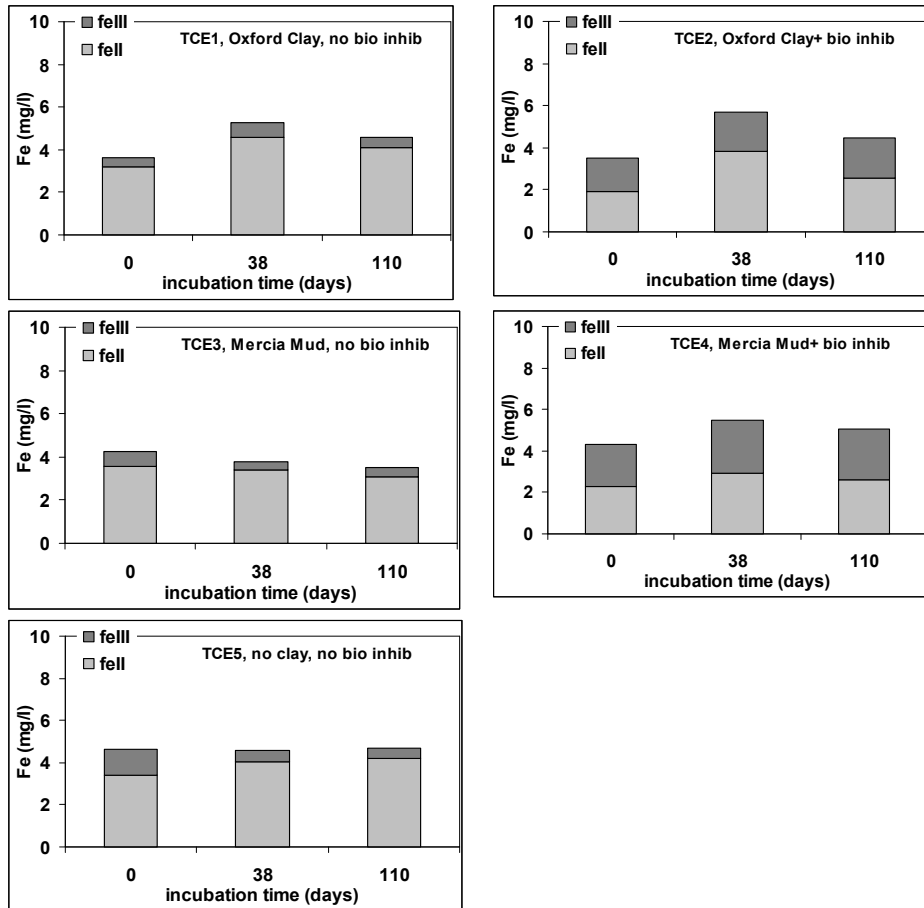 10
feIII
TCE1, Oxford Clay, no bio inhib
8
feII
6
Fe (mg/l)
4
2
0
0 38 110
incubation time (days)
10
feIII
TCE2, Oxford Clay+ bio inhib
8
feII
6
Fe (mg/l)
4
2
0
0 38 110
incubation time (days)
10
feIII
TCE3, Mercia Mud, no bio inhib
8
feII
6
Fe (mg/l)
4
2
0
0 38 110
incubation time (days)
10
feIII
TCE4, Mercia Mud+ bio inhib
8
feII
6
Fe (mg/l)
4
2
0
0 38 110
incubation time (days)
10
feIII
TCE5, no clay, no bio inhib
8
feII
6
Fe (mg/l)
4
2
0
0 38 110
incubation time (days)